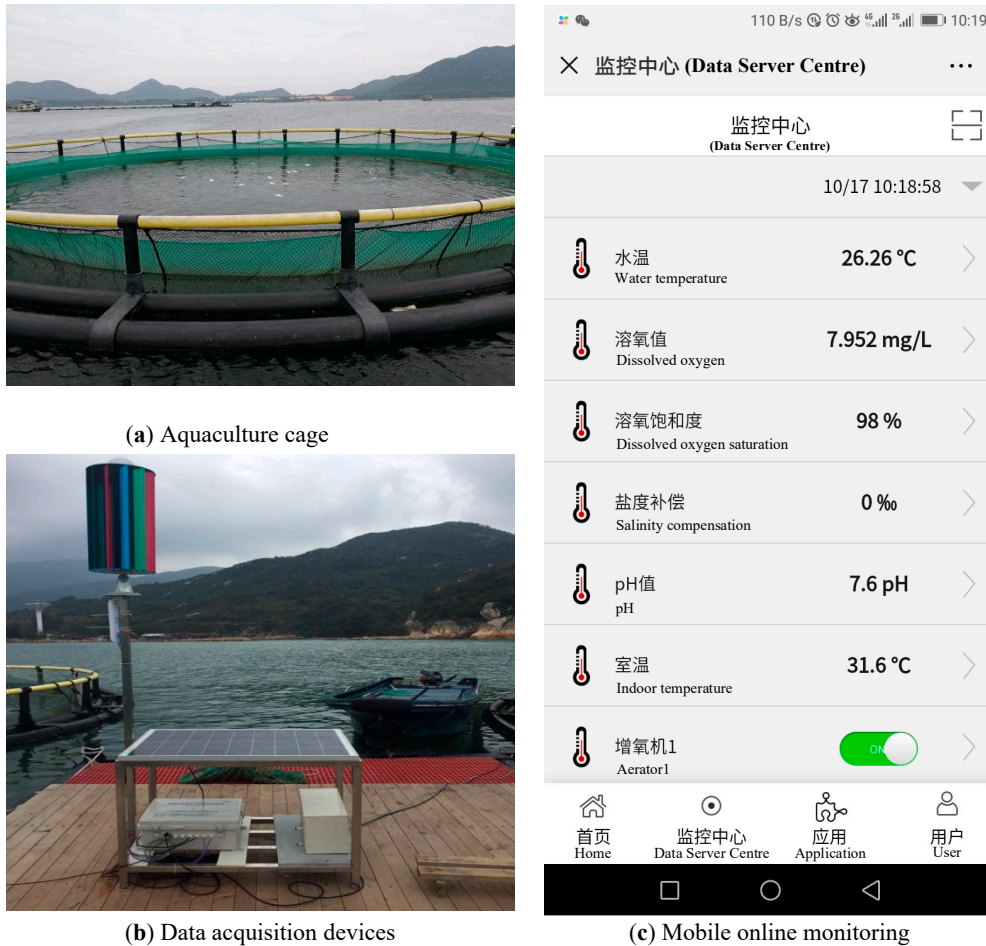 (a) Aquaculture cage
(b) Data acquisition devices
110 B/s 4G 2G 10:19
监控中心 (Data Server Centre)
监控中心
(Data Server Centre)
10/17 10:18:58
水温 26.26 °C
Water temperature
溶氧值 7.952 mg/L
Dissolved oxygen
溶氧饱和度 98 %
Dissolved oxygen saturation
盐度补偿 0 ‰
Salinity compensation
pH值 7.6 pH
pH
室温 31.6 °C
Indoor temperature
增氧机1 ON
Aerator1
首页 监控中心 应用 用户
Home Data Server Centre Application User
(c) Mobile online monitoring